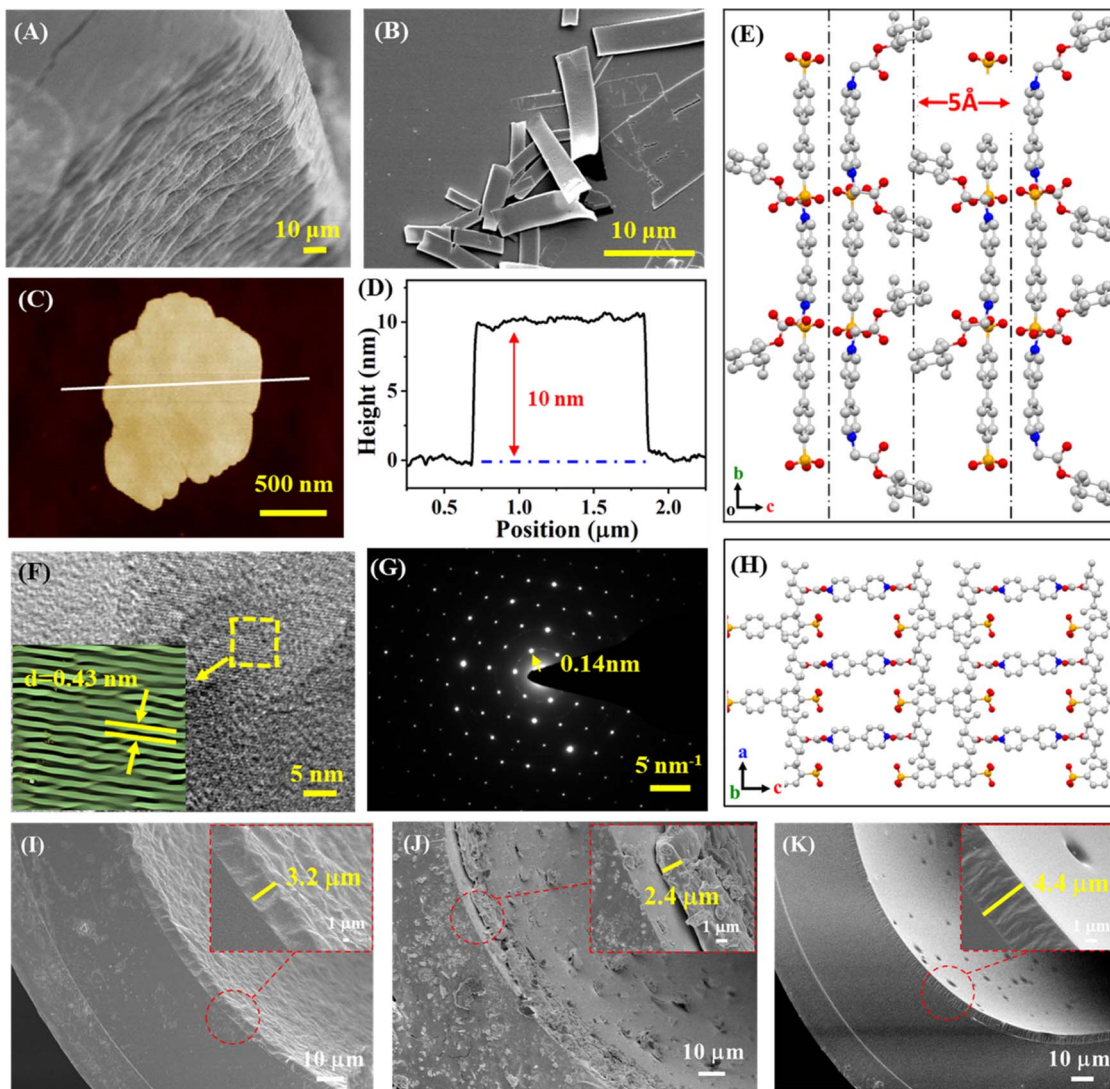 (A)
10 μm
(B)
10 μm
(C)
500 nm
(D)
Height (nm)
10
5
0
10 nm
0.5
1.0
1.5
2.0
Position (μm)
(E)
5Å
b
o
c
(F)
d=0.43 nm
5 nm
(G)
0.14nm
5 nm-1
(H)
a
b
c
(I)
3.2 μm
1 μm
10 μm
(J)
2.4 μm
1 μm
10 μm
(K)
4.4 μm
1 μm
10 μm